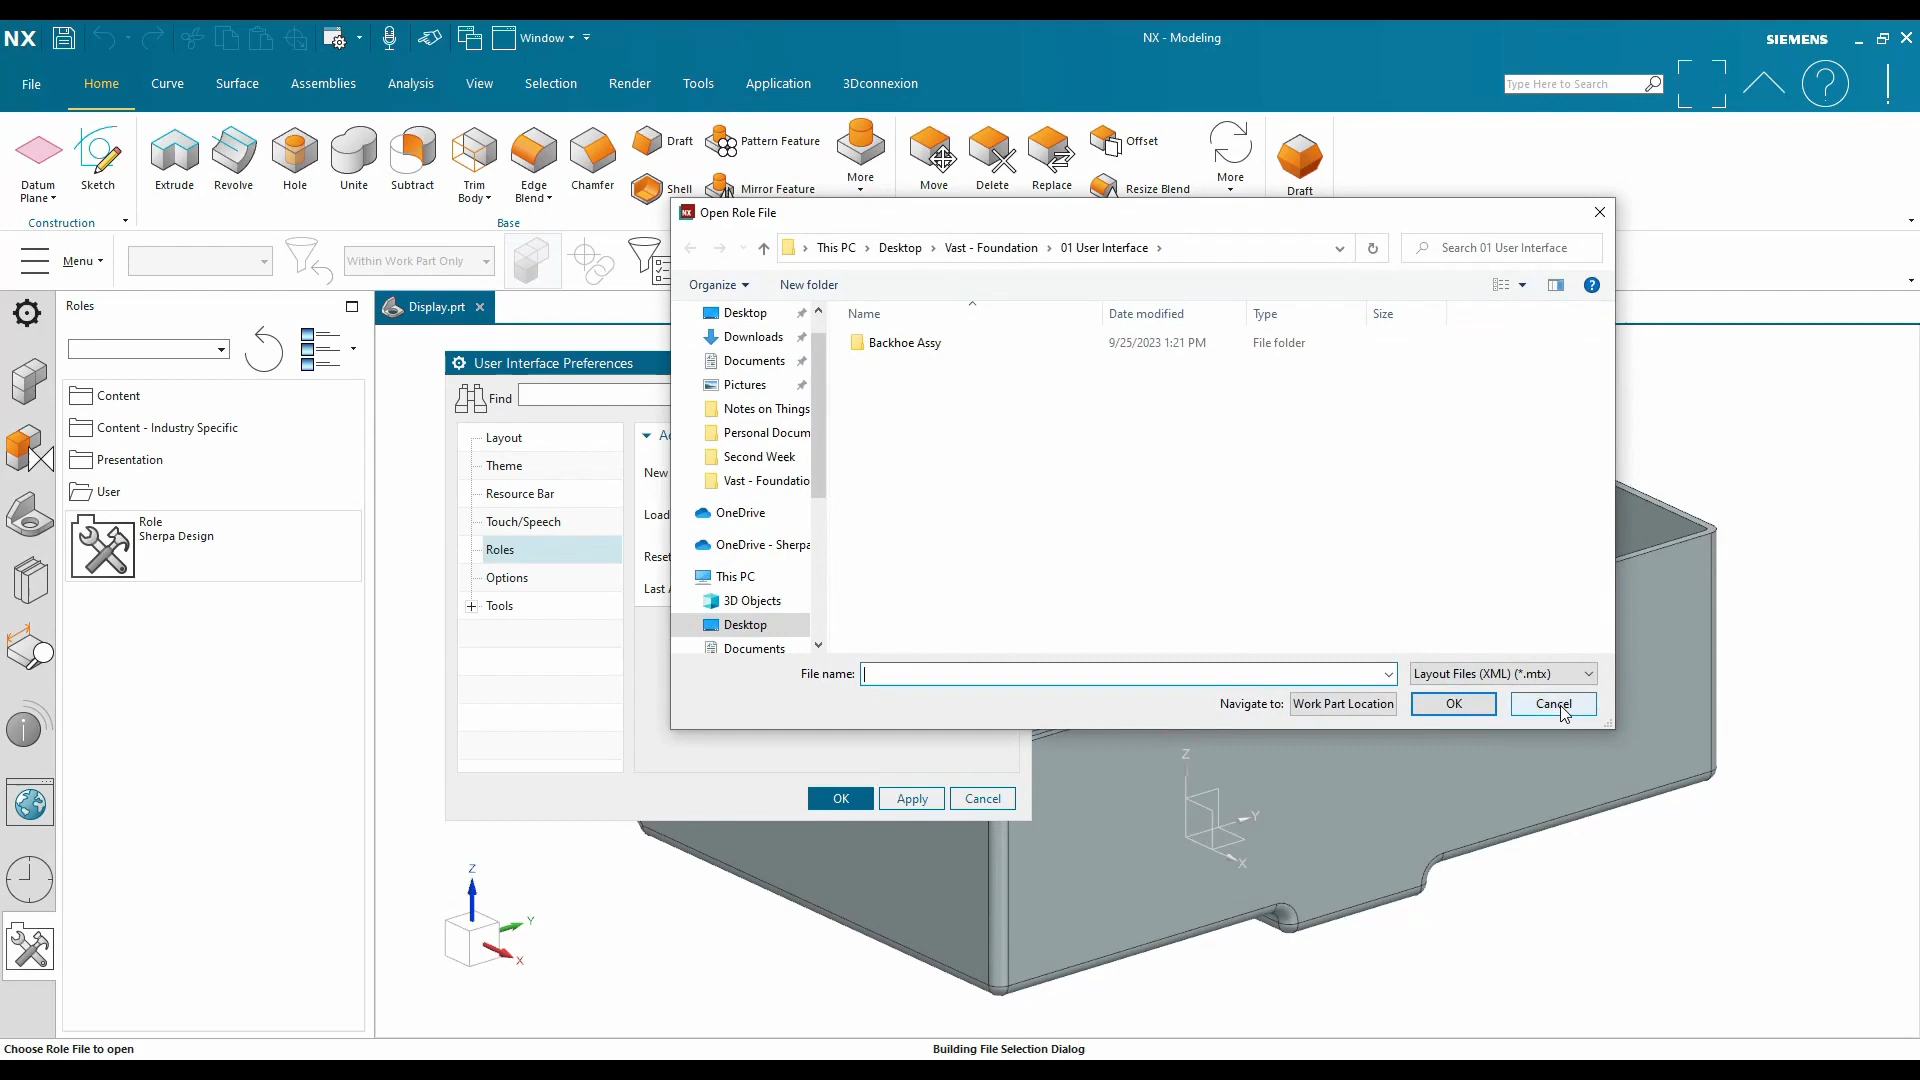 NX
Window
NX - Modeling
SIEMENS
File
Home
Curve
Surface
Assemblies
Analysis
View
Selection
Render
Tools
Application
3Dconnexion
Type Here to Search
Datum
Plane
Sketch
Extrude
Revolve
Hole
Unite
Subtract
Trim
Body
Edge
Blend
Chamfer
Draft
Shell
Pattern Feature
Mirror Feature
More
Move
Delete
Replace
Offset
Resize Blend
More
Draft
Construction
Base
Menu
Within Work Part Only
Roles
Content
Content - Industry Specific
Presentation
User
Role
Sherpa Design
Display.prt
User Interface Preferences
Find
Layout
Theme
Resource Bar
Touch/Speech
Roles
Options
Tools
New
Load
Reset
Last
OK
Apply
Cancel
Open Role File
This PC
Desktop
Vast - Foundation
01 User Interface
Search 01 User Interface
Organize
New folder
Desktop
Downloads
Documents
Pictures
Notes on Things
Personal Docum
Second Week
Vast - Foundatio
OneDrive
OneDrive - Sherpa
This PC
3D Objects
Desktop
Documents
Name
Date modified
Type
Size
Backhoe Assy
9/25/2023 1:21 PM
File folder
File name:
Layout Files (XML) (*.mtx)
Navigate to:
Work Part Location
OK
Cancel
Z
Y
X
Z
Y
X
Choose Role File to open
Building File Selection Dialog